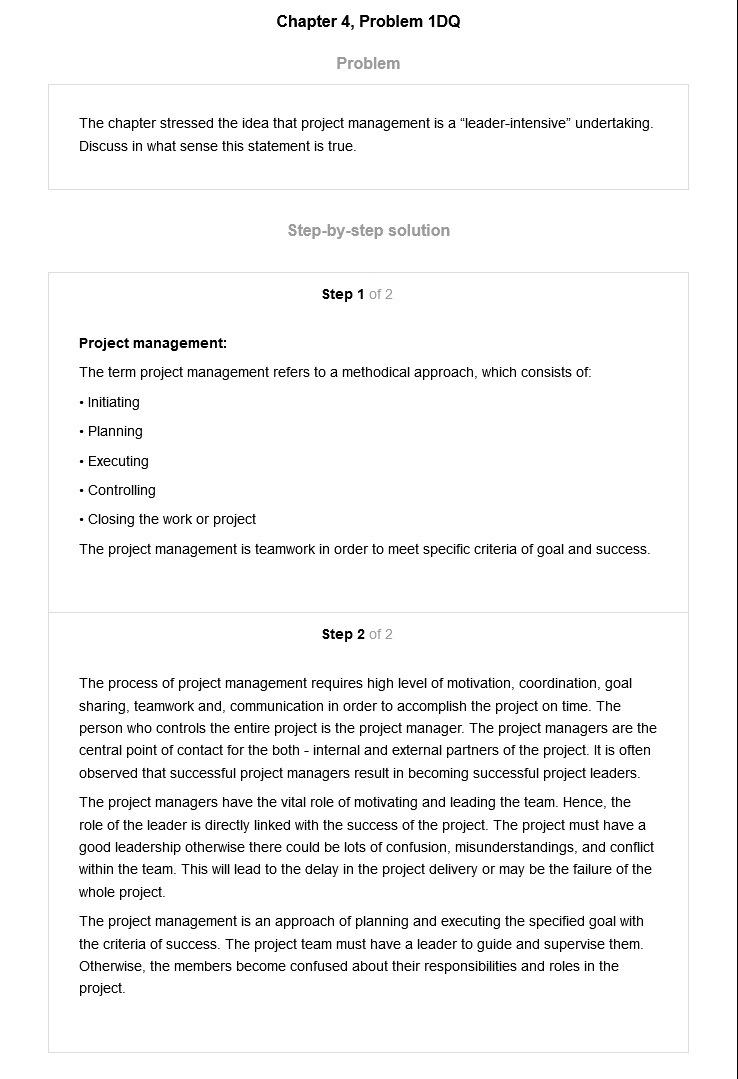 Chapter 4, Problem 1DQ
Problem
The chapter stressed the idea that project management is a “leader-intensive” undertaking.
Discuss in what sense this statement is true.
Step-by-step solution
Step 1 of 2
Project management:
The term project management refers to a methodical approach, which consists of:
• Initiating
• Planning
• Executing
• Controlling
• Closing the work or project
The project management is teamwork in order to meet specific criteria of goal and success.
Step 2 of 2
The process of project management requires high level of motivation, coordination, goal
sharing, teamwork and, communication in order to accomplish the project on time. The
person who controls the entire project is the project manager. The project managers are the
central point of contact for the both - internal and external partners of the project. It is often
observed that successful project managers result in becoming successful project leaders.
The project managers have the vital role of motivating and leading the team. Hence, the
role of the leader is directly linked with the success of the project. The project must have a
good leadership otherwise there could be lots of confusion, misunderstandings, and conflict
within the team. This will lead to the delay in the project delivery or may be the failure of the
whole project.
The project management is an approach of planning and executing the specified goal with
the criteria of success. The project team must have a leader to guide and supervise them.
Otherwise, the members become confused about their responsibilities and roles in the
project.